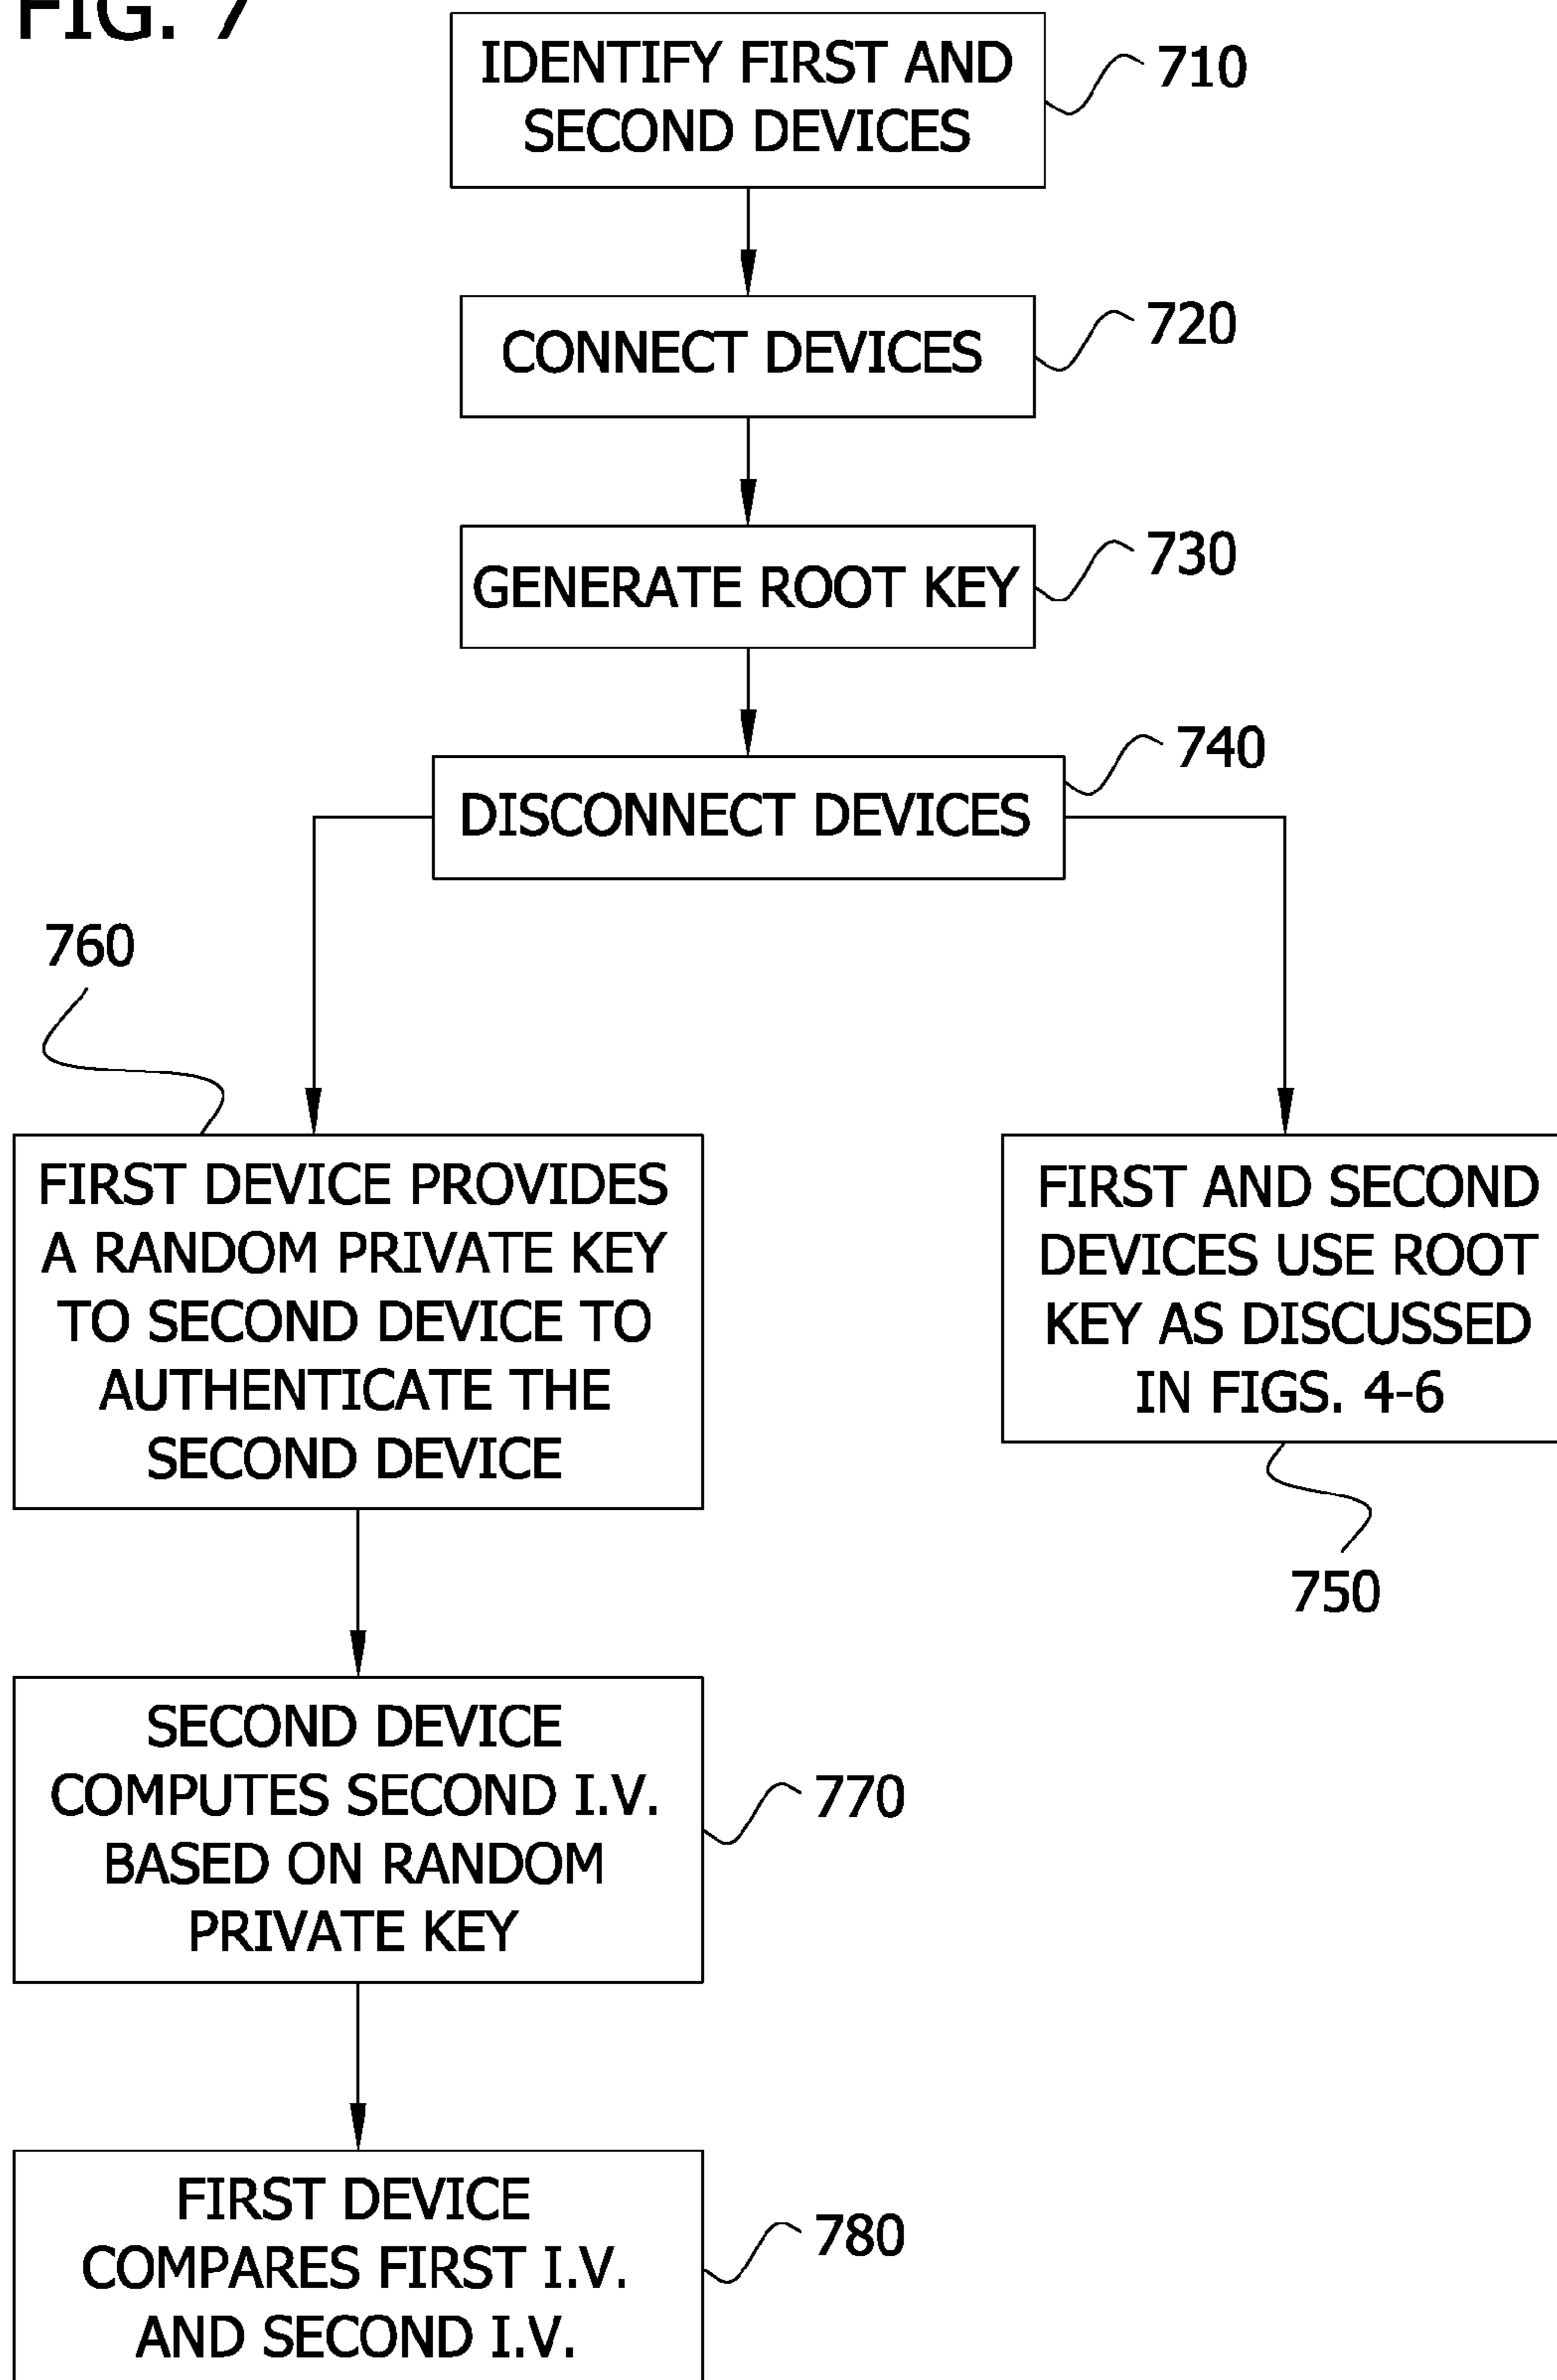 FIG. 7
IDENTIFY FIRST AND
SECOND DEVICES
710
CONNECT DEVICES
720
GENERATE ROOT KEY
730
DISCONNECT DEVICES
740
760
FIRST DEVICE PROVIDES
A RANDOM PRIVATE KEY
TO SECOND DEVICE TO
AUTHENTICATE THE
SECOND DEVICE
FIRST AND SECOND
DEVICES USE ROOT
KEY AS DISCUSSED
IN FIGS. 4-6
750
SECOND DEVICE
COMPUTES SECOND I.V.
BASED ON RANDOM
PRIVATE KEY
770
FIRST DEVICE
COMPARES FIRST I.V.
AND SECOND I.V.
780